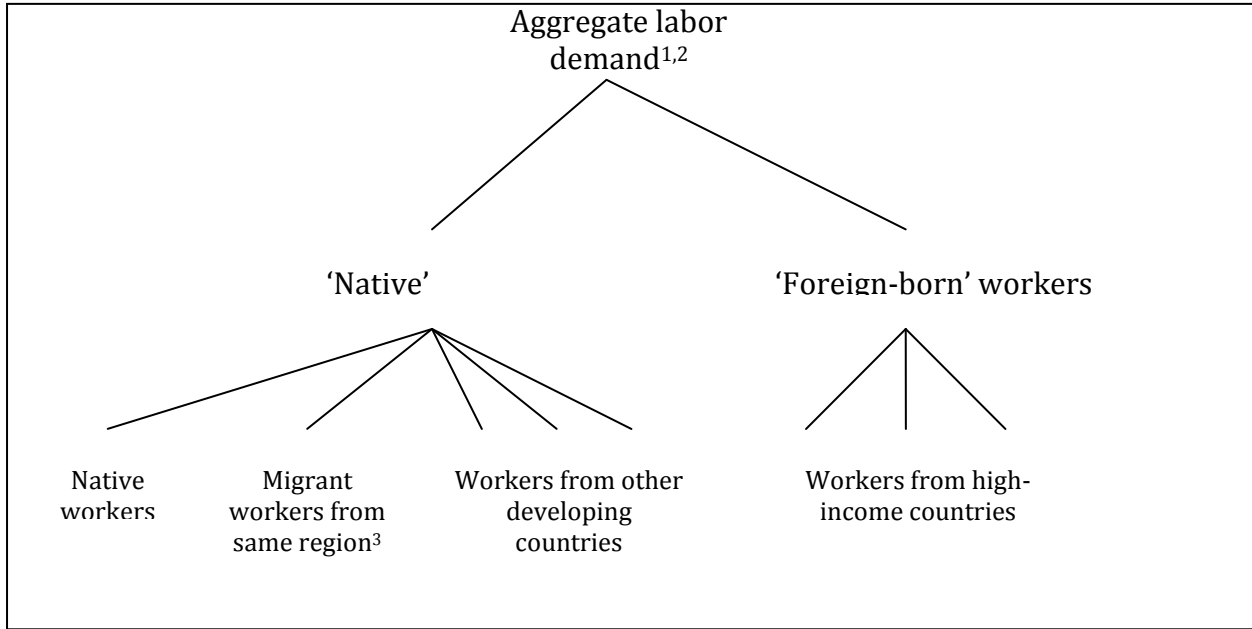 Aggregate labor
demand1,2
‘Native’
‘Foreign-born’ workers
Native
workers
Migrant
workers from
same region3
Workers from other
developing
countries
Workers from high-
income countries